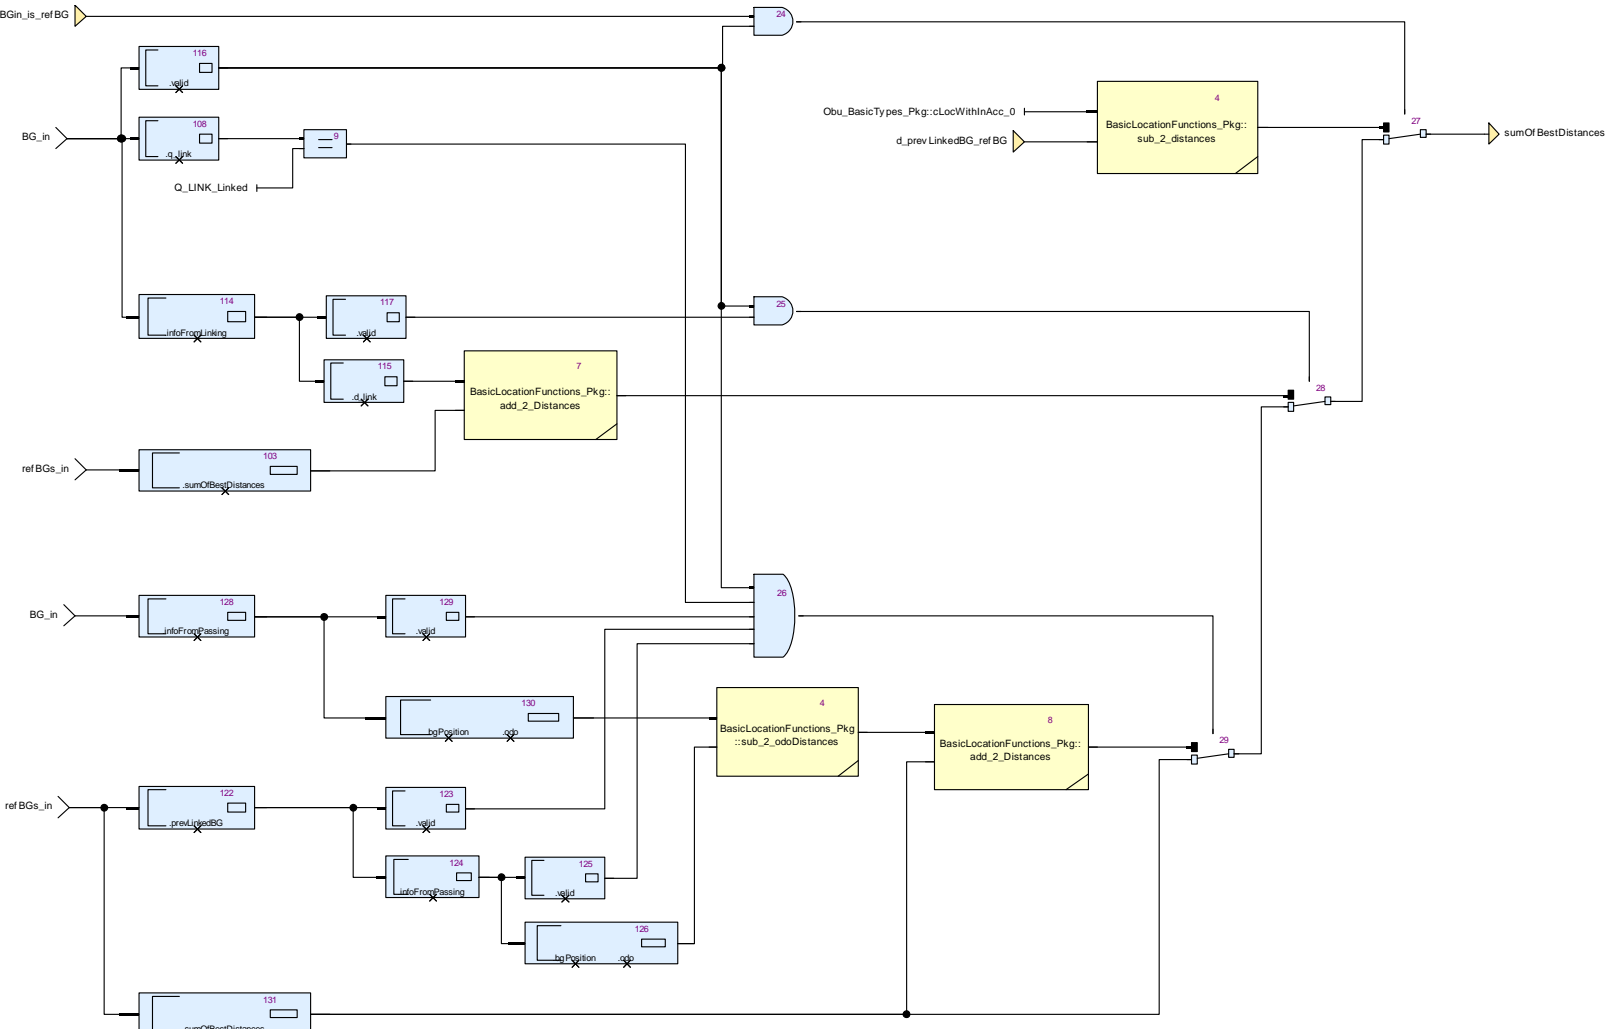 BGin_is_refBG
24
116
.valid
4
Obu_BasicTypes_Pkg::cLocWithInAcc_0
BasicLocationFunctions_Pkg::
sub_2_distances
27
sumOfBestDistances
BG_in
108
.q_link
9
d_prevLinkedBG_refBG
Q_LINK_Linked
114
.infoFromLinking
117
.valid
25
115
.d_link
7
BasicLocationFunctions_Pkg::
add_2_Distances
28
refBGs_in
103
.sumOfBestDistances
26
BG_in
128
.infoFromPassing
129
.valid
130
.bgPosition .odo
4
BasicLocationFunctions_Pkg
::sub_2_odoDistances
8
BasicLocationFunctions_Pkg::
add_2_Distances
29
refBGs_in
122
.prevLinkedBG
123
.valid
124
.infoFromPassing
125
.valid
126
.bgPosition .odo
131
.sumOfBestDistances